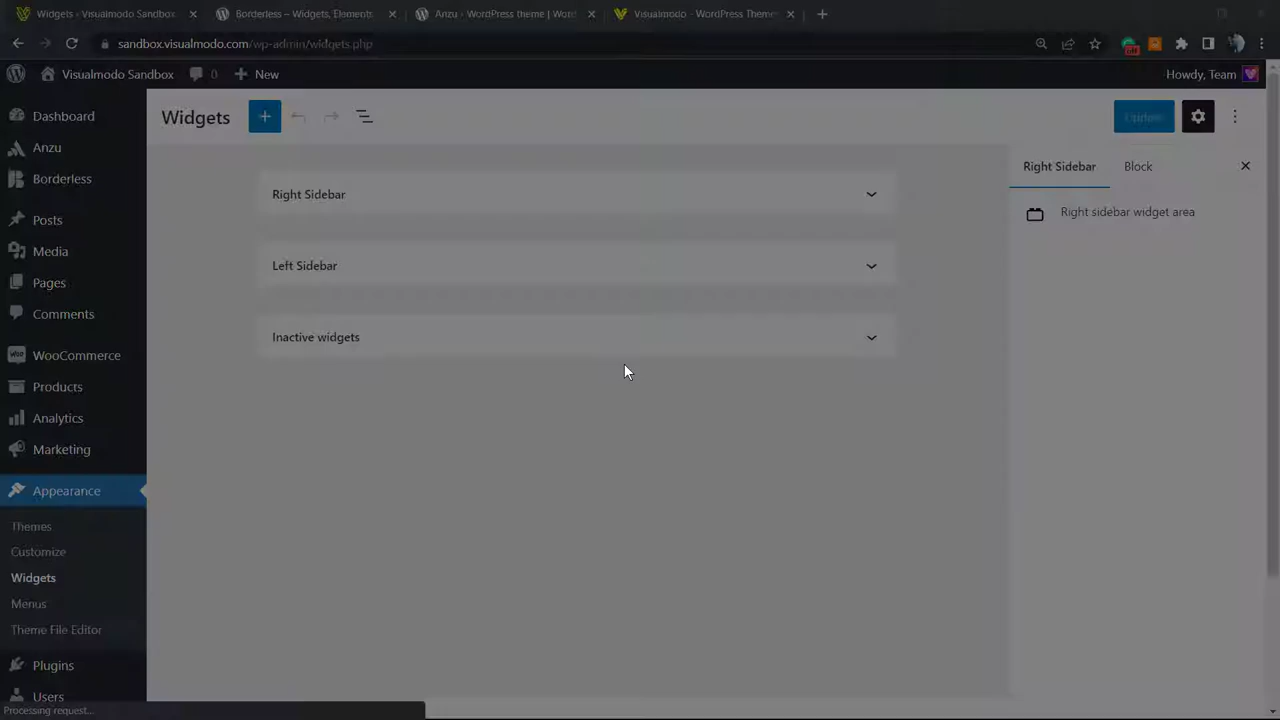 Widgets ‹ Visualmodo Sandbox
Borderless – Widgets, Elements
Anzu - WordPress theme | Word
Visualmodo - WordPress Theme
sandbox.visualmodo.com/wp-admin/widgets.php
Visualmodo Sandbox
0
New
Howdy, Team
Dashboard
Anzu
Borderless
Posts
Media
Pages
Comments
WooCommerce
Products
Analytics
Marketing
Appearance
Themes
Customize
Widgets
Menus
Theme File Editor
Plugins
Users
Processing request...
Widgets
Update
Right Sidebar
Left Sidebar
Inactive widgets
Right Sidebar
Block
Right sidebar widget area